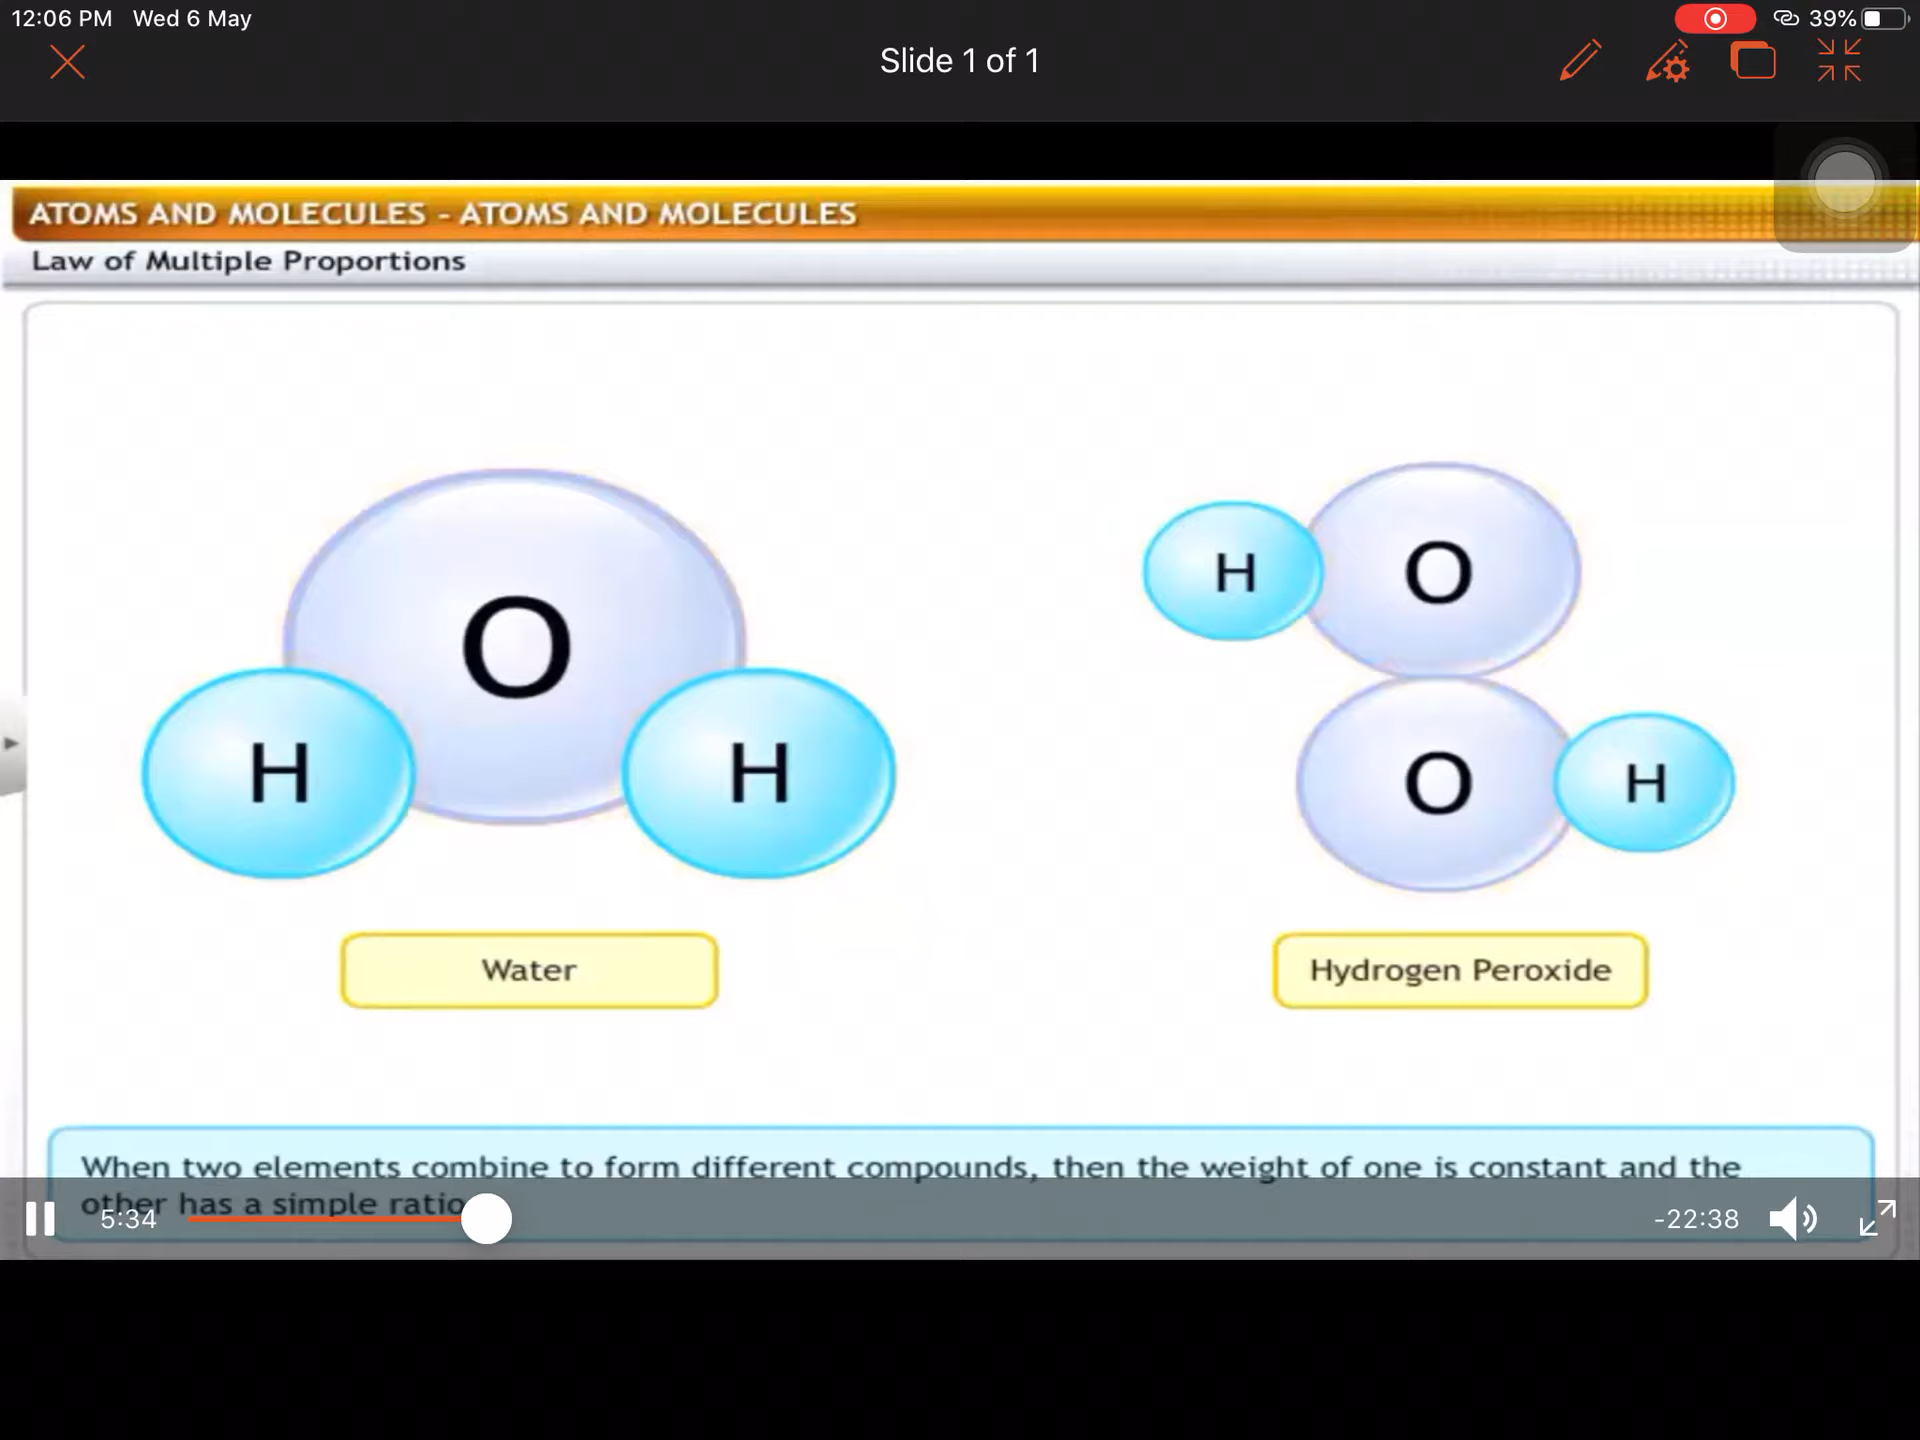 12:06 PM Wed 6 May
39%
Slide 1 of 1
ATOMS AND MOLECULES - ATOMS AND MOLECULES
Law of Multiple Proportions
O
H
H
H
O
O
H
Water
Hydrogen Peroxide
When two elements combine to form different compounds, then the weight of one is constant and the
other has a simple ratio
5:34
-22:38